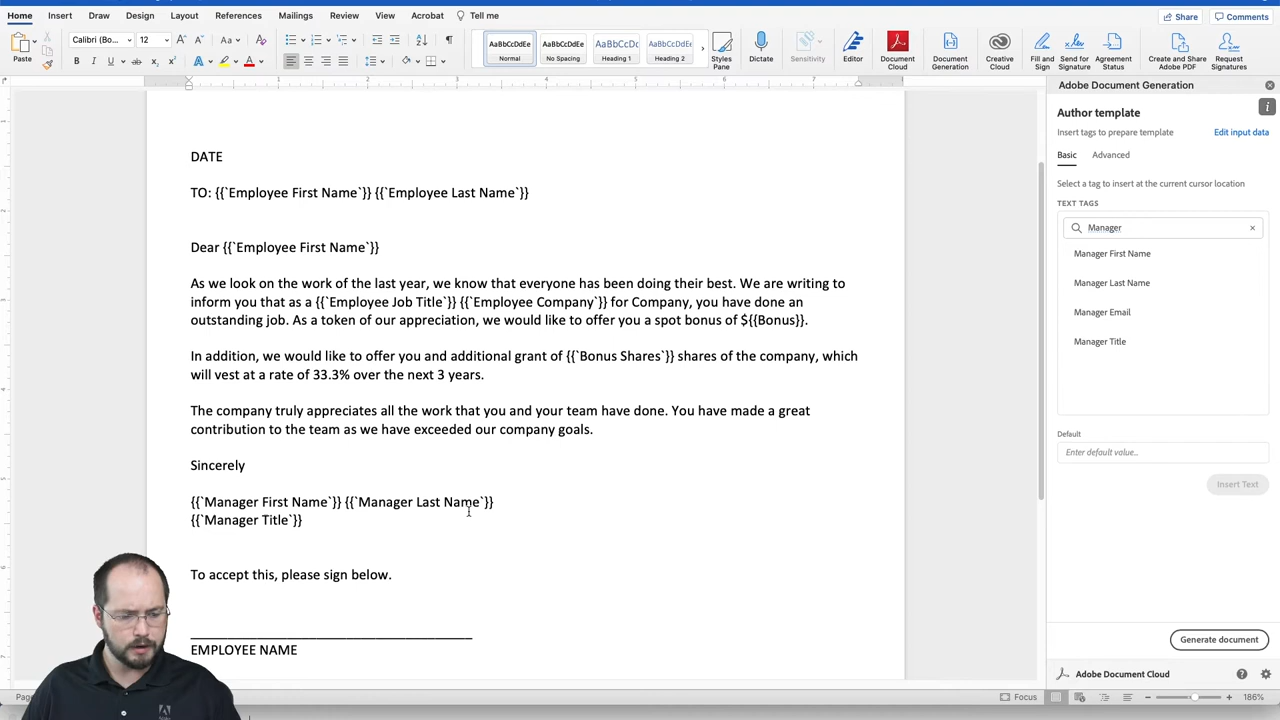 Home Insert Draw Design Layout References Mailings Review View Acrobat Tell me Share Comments
Paste Calibri (Bo... 12 AaBbCcDdEe Normal AaBbCcDdEe No Spacing AaBbCcDc Heading 1 AaBbCcDdEe Heading 2 Styles Pane Dictate Sensitivity Editor Document Cloud Document Generation Creative Cloud Fill and Sign Send for Signature Agreement Status Create and Share Adobe PDF Request Signatures
DATE
TO: {{`Employee First Name`}} {{`Employee Last Name`}}
Dear {{`Employee First Name`}}
As we look on the work of the last year, we know that everyone has been doing their best. We are writing to
inform you that as a {{`Employee Job Title`}} {{`Employee Company`}} for Company, you have done an
outstanding job. As a token of our appreciation, we would like to offer you a spot bonus of ${{Bonus}}.
In addition, we would like to offer you and additional grant of {{`Bonus Shares`}} shares of the company, which
will vest at a rate of 33.3% over the next 3 years.
The company truly appreciates all the work that you and your team have done. You have made a great
contribution to the team as we have exceeded our company goals.
Sincerely
{{`Manager First Name`}} {{`Manager Last Name`}}
{{`Manager Title`}}
To accept this, please sign below.
EMPLOYEE NAME
Adobe Document Generation
Author template
Insert tags to prepare template Edit input data
Basic Advanced
Select a tag to insert at the current cursor location
TEXT TAGS
Manager
Manager First Name
Manager Last Name
Manager Email
Manager Title
Default
Enter default value...
Insert Text
Generate document
Adobe Document Cloud
Focus 186%